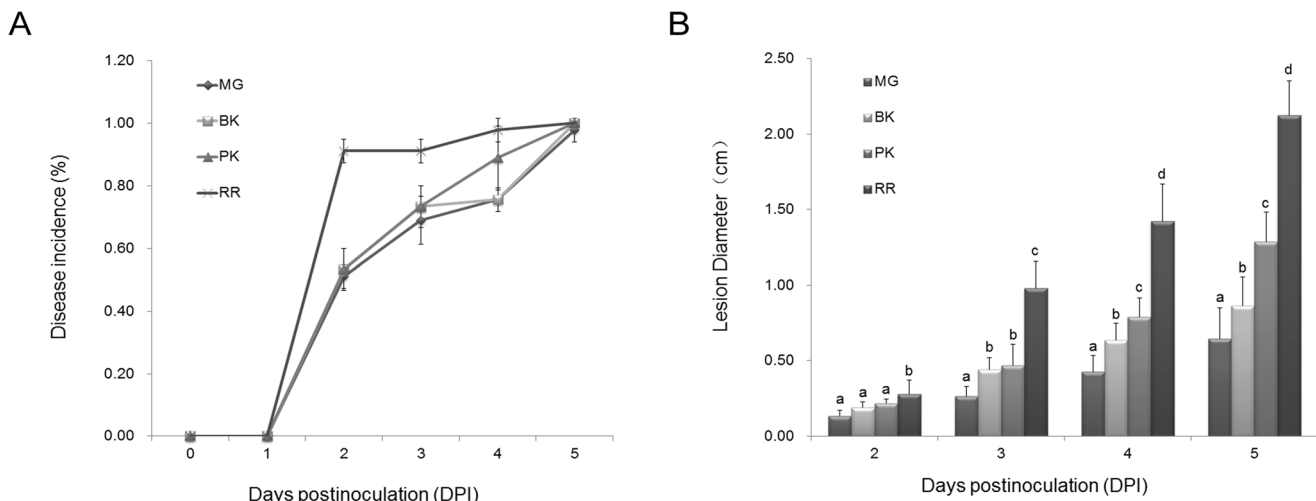 A
1.20
1.00
0.80
0.60
0.40
0.20
0.00
Disease incidence (%)
MG
BK
PK
RR
0 1 2 3 4 5
Days postinoculation (DPI)
B
2.50
2.00
1.50
1.00
0.50
0.00
Lesion Diameter（cm）
MG
BK
PK
RR
a a a b
a b b c
a b c d
a b c d
2 3 4 5
Days postinoculation (DPI)